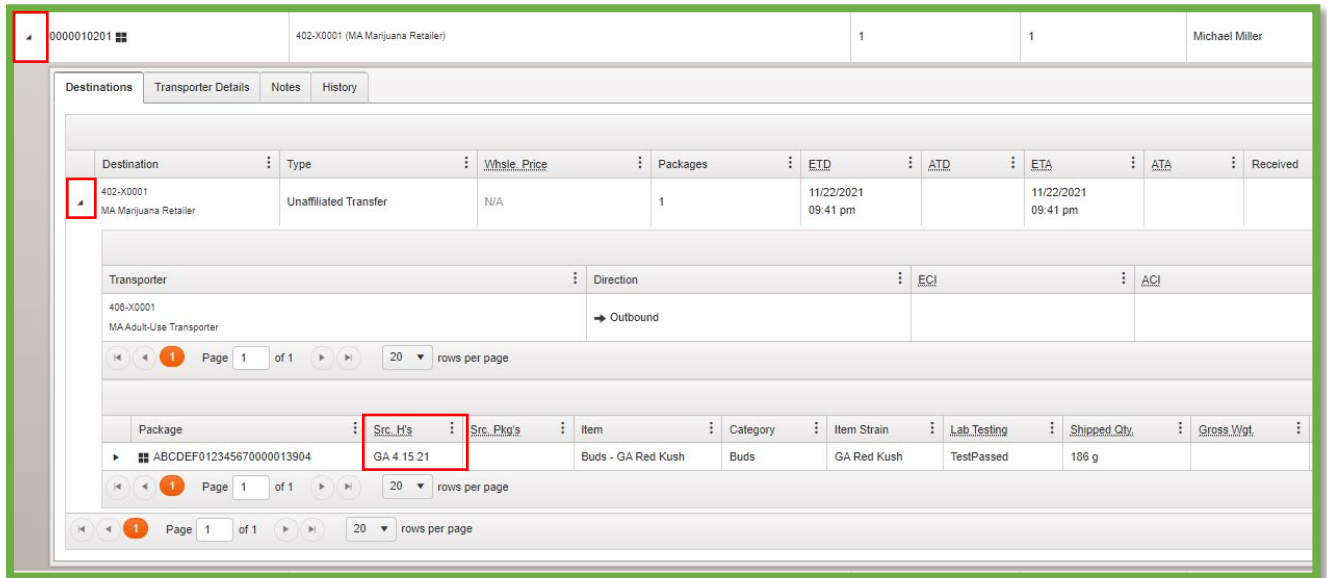 0000010201 402-X0001 (MA Marijuana Retailer) 1 1 Michael Miller
Destinations Transporter Details Notes History
Destination Type Whsle. Price Packages ETD ATD ETA ATA Received
402-X0001
MA Marijuana Retailer Unaffiliated Transfer N/A 1 11/22/2021 09:41 pm 11/22/2021 09:41 pm
Transporter Direction ECI ACI
406-X0001
MA Adult-Use Transporter Outbound
1 Page 1 of 1 20 rows per page
Package Src. H's Src. Pkg's Item Category Item Strain Lab Testing Shipped Qty. Gross Wgt.
ABCDEF012345670000013904 GA 4.15.21 Buds - GA Red Kush Buds GA Red Kush TestPassed 186 g
1 Page 1 of 1 20 rows per page
1 Page 1 of 1 20 rows per page